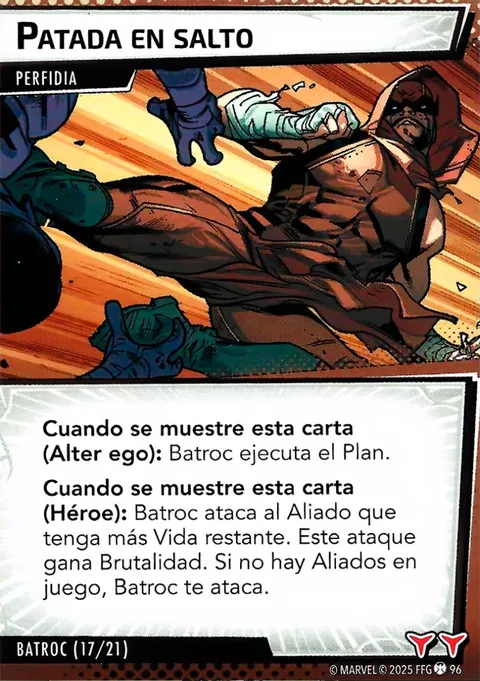 PATADA EN SALTO
PERFIDIA
Cuando se muestre esta carta
(Alter ego): Batroc ejecuta el Plan.
Cuando se muestre esta carta
(Héroe): Batroc ataca al Aliado que
tenga más Vida restante. Este ataque
gana Brutalidad. Si no hay Aliados en
juego, Batroc te ataca.
BATROC (17/21)
© MARVEL © 2025 FFG 96